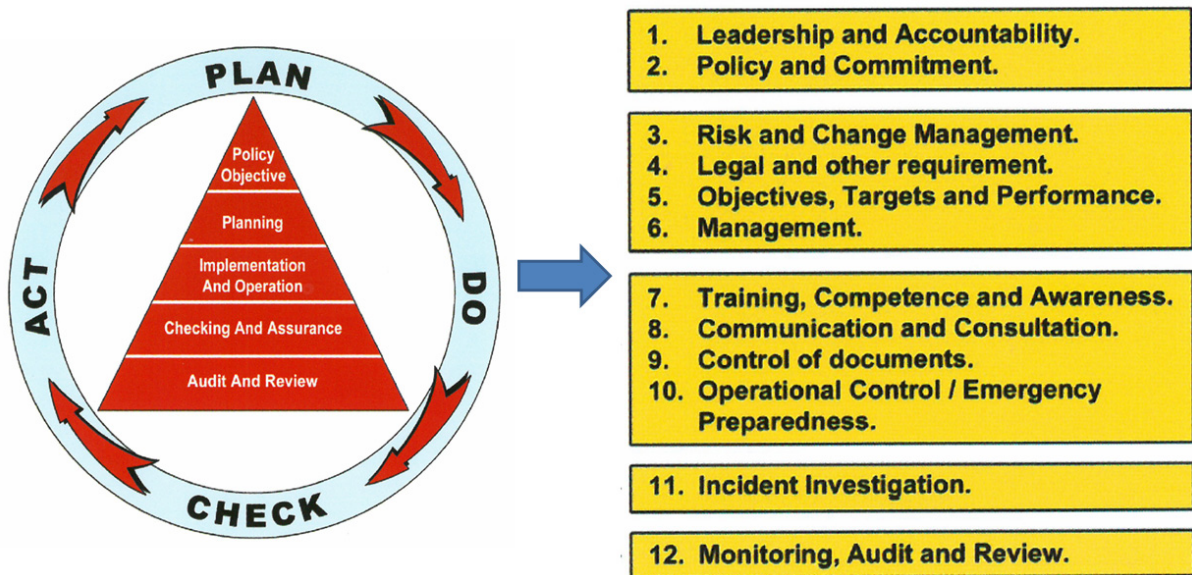 PLAN
DO
CHECK
ACT
Policy
Objective
Planning
Implementation
And Operation
Checking And Assurance
Audit And Review
1. Leadership and Accountability.
2. Policy and Commitment.
3. Risk and Change Management.
4. Legal and other requirement.
5. Objectives, Targets and Performance.
6. Management.
7. Training, Competence and Awareness.
8. Communication and Consultation.
9. Control of documents.
10. Operational Control / Emergency
Preparedness.
11. Incident Investigation.
12. Monitoring, Audit and Review.